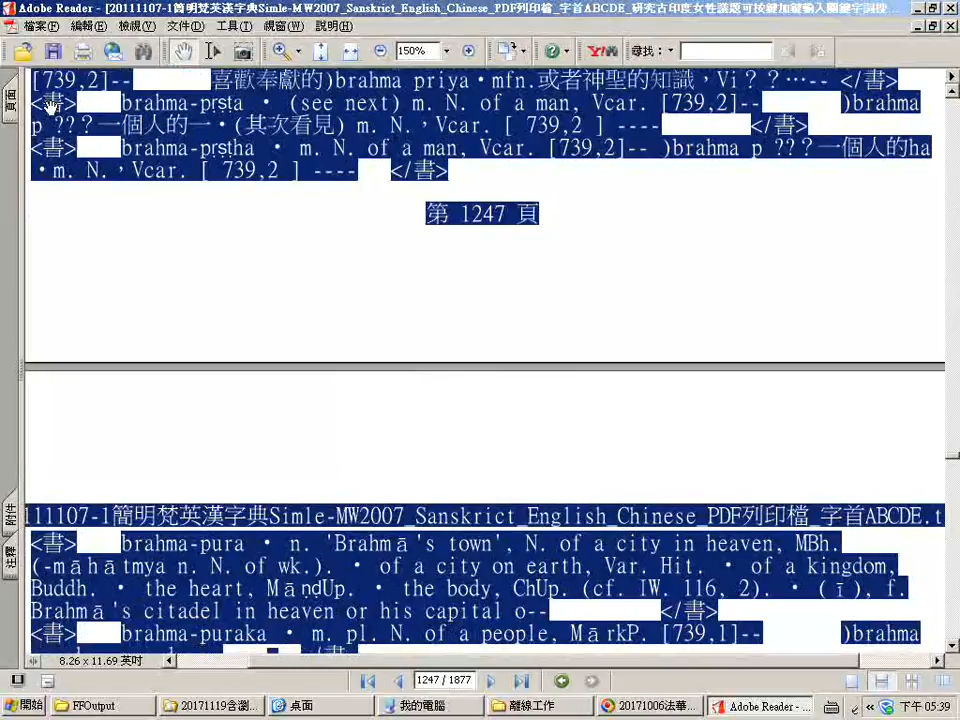 Adobe Reader - [20111107-1簡明梵英漢字典Simle-MW2007_Sanskrict_English_Chinese_PDF列印檔_字首ABCDE_研究古印度女性議題可按鍵加鍵輸入關鍵字詞搜
檔案(F) 編輯(E) 檢視(V) 文件(D) 工具(T) 視窗(W) 說明(H)
150% 尋找：
頁面
[739,2]-- 喜歡奉獻的)brahma priya‧mfn.或者神聖的知識，Vi？？…-- </書>
<書> brahma-prṣta ‧ (see next) m. N. of a man, Vcar. [739,2]-- )brahma
p ??？一個人的一‧(其次看見) m. N.，Vcar. [ 739,2 ] ---- </書>
<書> brahma-prṣtha ‧ m. N. of a man, Vcar. [739,2]-- )brahma p ??？一個人的ha
‧m. N.，Vcar. [ 739,2 ] ---- </書>
第 1247 頁
附件
註釋
111107-1簡明梵英漢字典Simle-MW2007_Sanskrict_English_Chinese_PDF列印檔_字首ABCDE.t
<書> brahma-pura ‧ n. 'Brahmā's town', N. of a city in heaven, MBh.
(-māhātmya n. N. of wk.). ‧ of a city on earth, Var. Hit. ‧ of a kingdom,
Buddh. ‧ the heart, MāṇḍUp. ‧ the body, ChUp. (cf. IW. 116, 2) ‧ (ī), f.
Brahmā's citadel in heaven or his capital o-- </書>
<書> brahma-puraka ‧ m. pl. N. of a people, MārkP. [739,1]-- )brahma
8.26 x 11.69 英吋
1247 / 1877
開始 FFOutput 20171119含瀏... 桌面 我的電腦 離線工作 20171006法華... Adobe Reader -... 下午 05:39